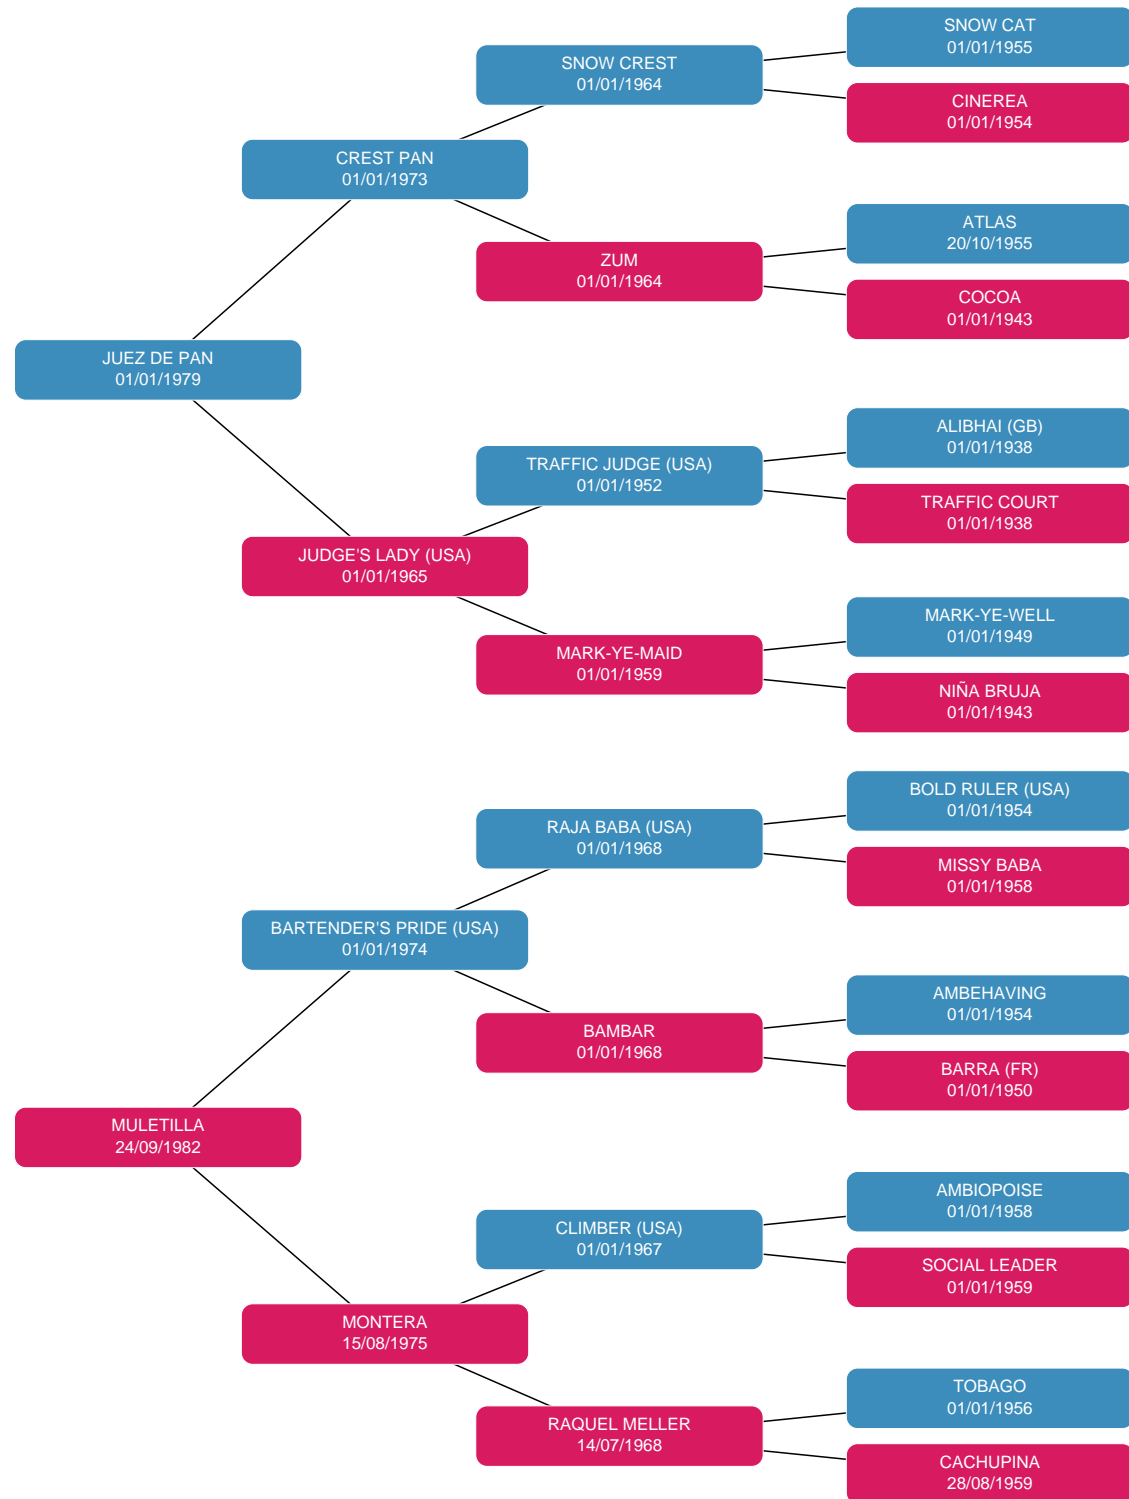 SNOW CAT
01/01/1955
SNOW CREST
01/01/1964
CINEREA
01/01/1954
CREST PAN
01/01/1973
ATLAS
20/10/1955
ZUM
01/01/1964
COCOA
01/01/1943
JUEZ DE PAN
01/01/1979
ALIBHAI (GB)
01/01/1938
TRAFFIC JUDGE (USA)
01/01/1952
TRAFFIC COURT
01/01/1938
JUDGE'S LADY (USA)
01/01/1965
MARK-YE-WELL
01/01/1949
MARK-YE-MAID
01/01/1959
NIÑA BRUJA
01/01/1943
BOLD RULER (USA)
01/01/1954
RAJA BABA (USA)
01/01/1968
MISSY BABA
01/01/1958
BARTENDER'S PRIDE (USA)
01/01/1974
AMBEHAVING
01/01/1954
BAMBAR
01/01/1968
BARRA (FR)
01/01/1950
MULETILLA
24/09/1982
AMBIOPOISE
01/01/1958
CLIMBER (USA)
01/01/1967
SOCIAL LEADER
01/01/1959
MONTERA
15/08/1975
TOBAGO
01/01/1956
RAQUEL MELLER
14/07/1968
CACHUPINA
28/08/1959